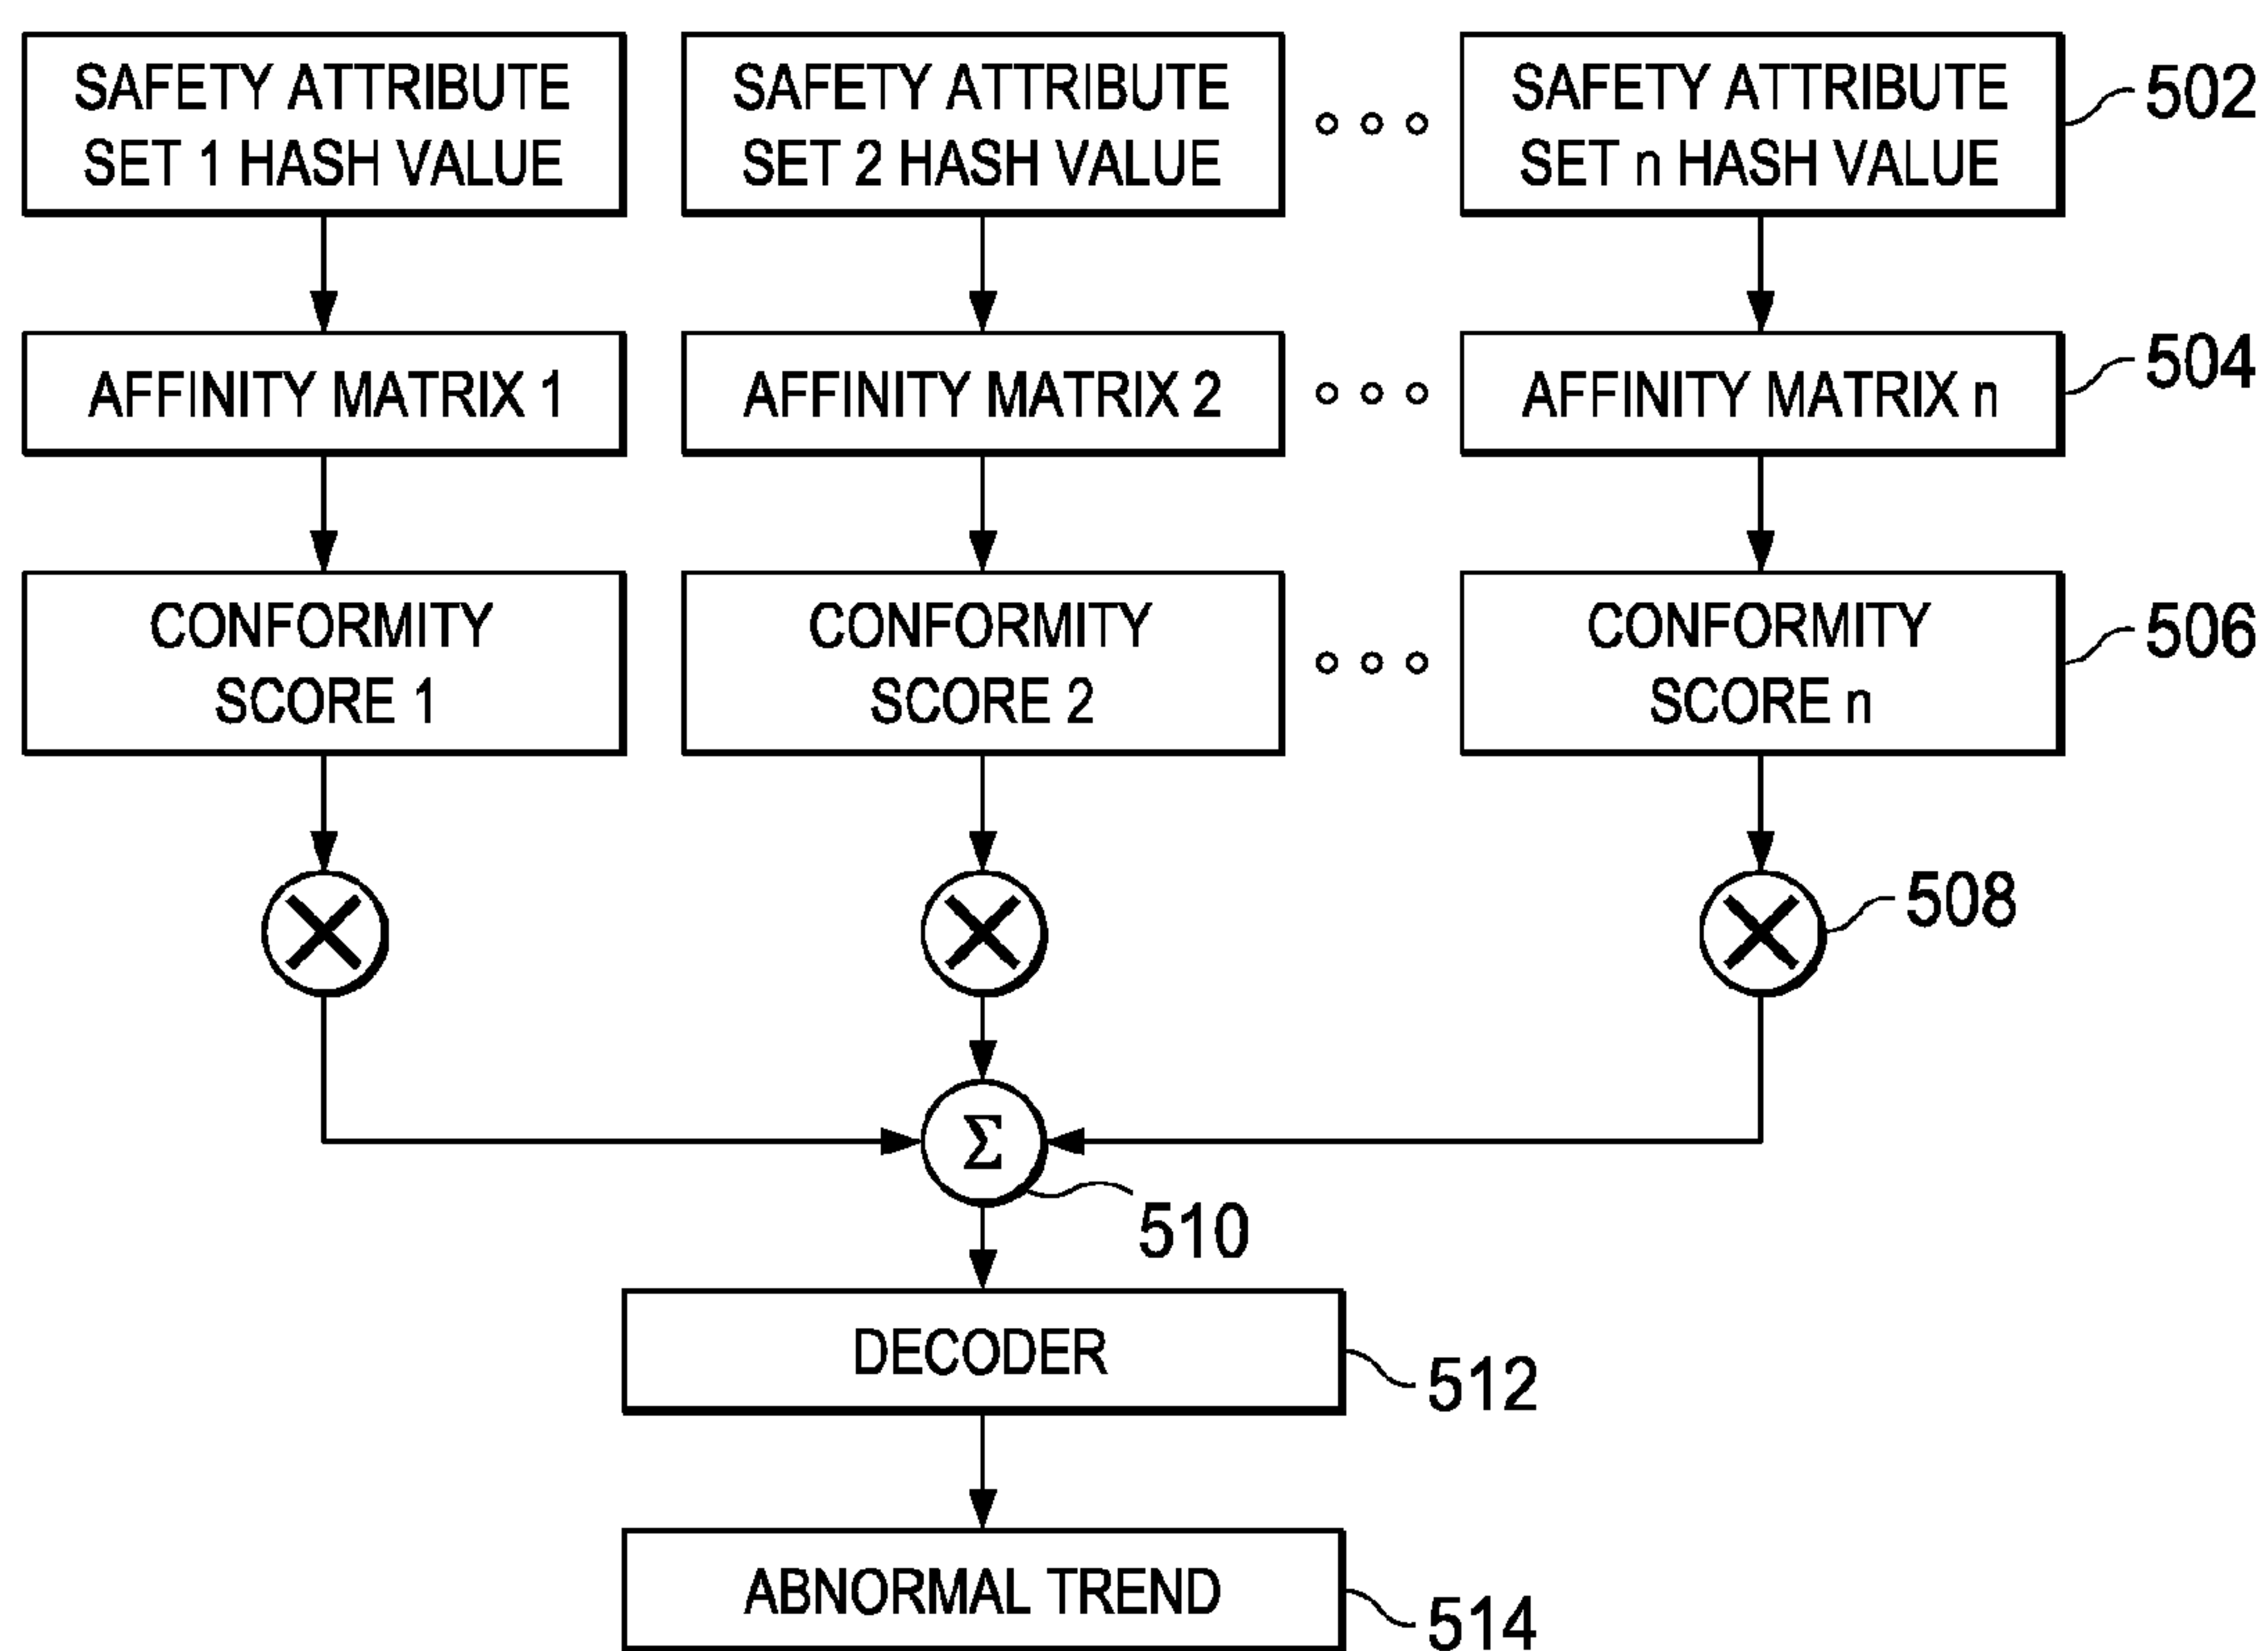 SAFETY ATTRIBUTE
SET 1 HASH VALUE
SAFETY ATTRIBUTE
SET 2 HASH VALUE
SAFETY ATTRIBUTE
SET n HASH VALUE
502
AFFINITY MATRIX 1
AFFINITY MATRIX 2
AFFINITY MATRIX n
504
CONFORMITY
SCORE 1
CONFORMITY
SCORE 2
CONFORMITY
SCORE n
506
508
Σ
510
DECODER
512
ABNORMAL TREND
514